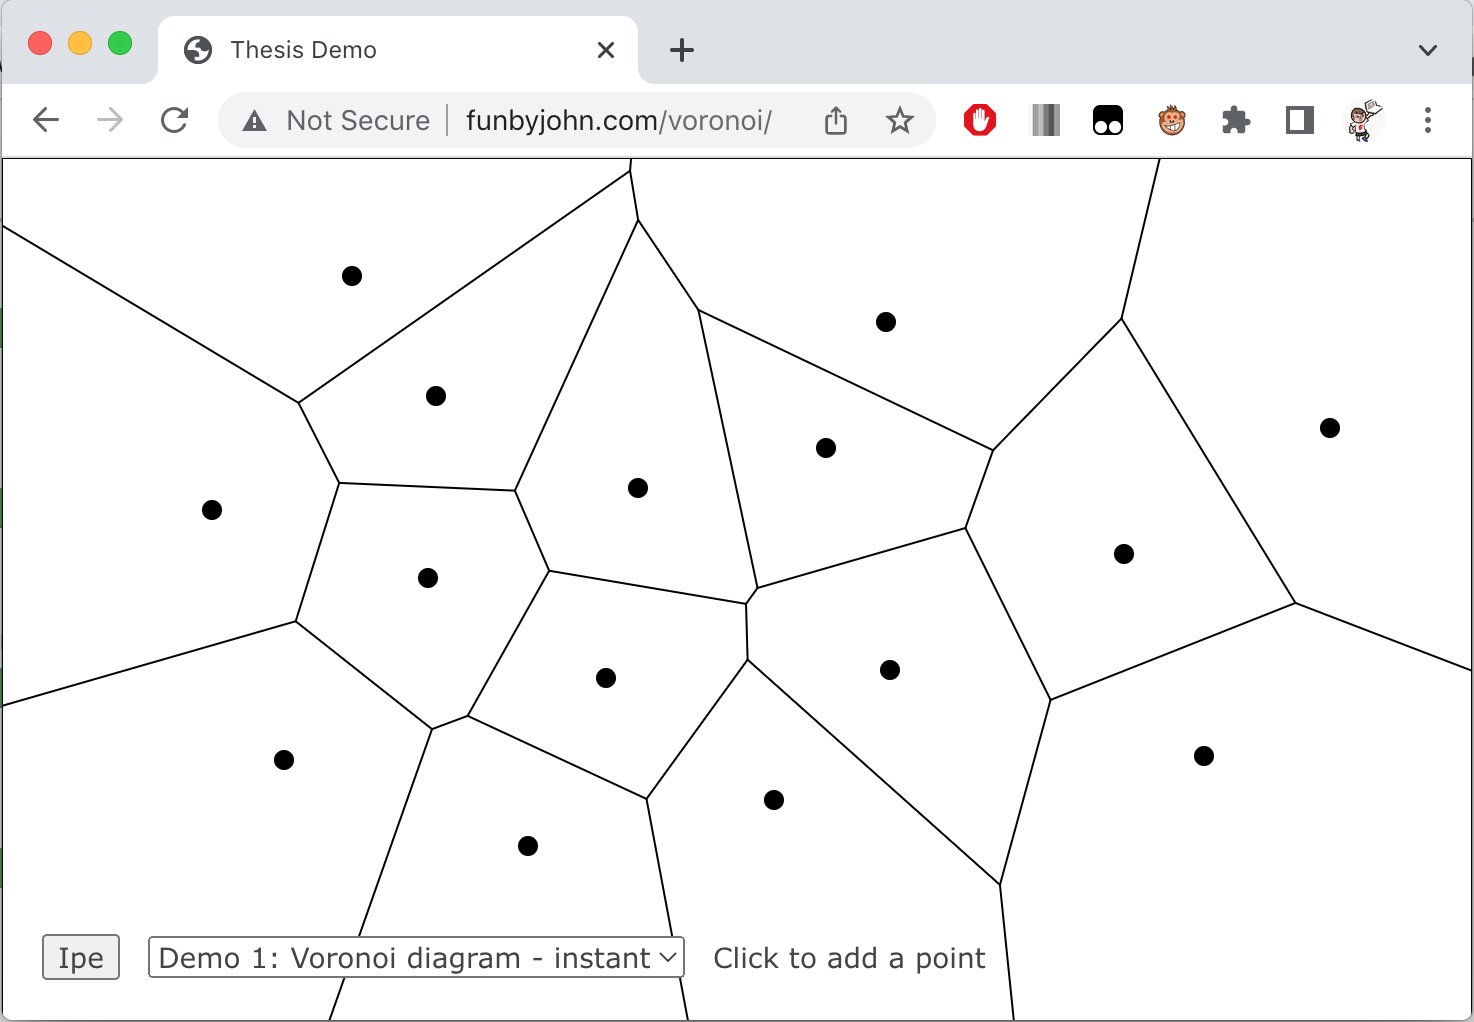 Thesis Demo
Not Secure funbyjohn.com/voronoi/
Ipe Demo 1: Voronoi diagram - instant Click to add a point